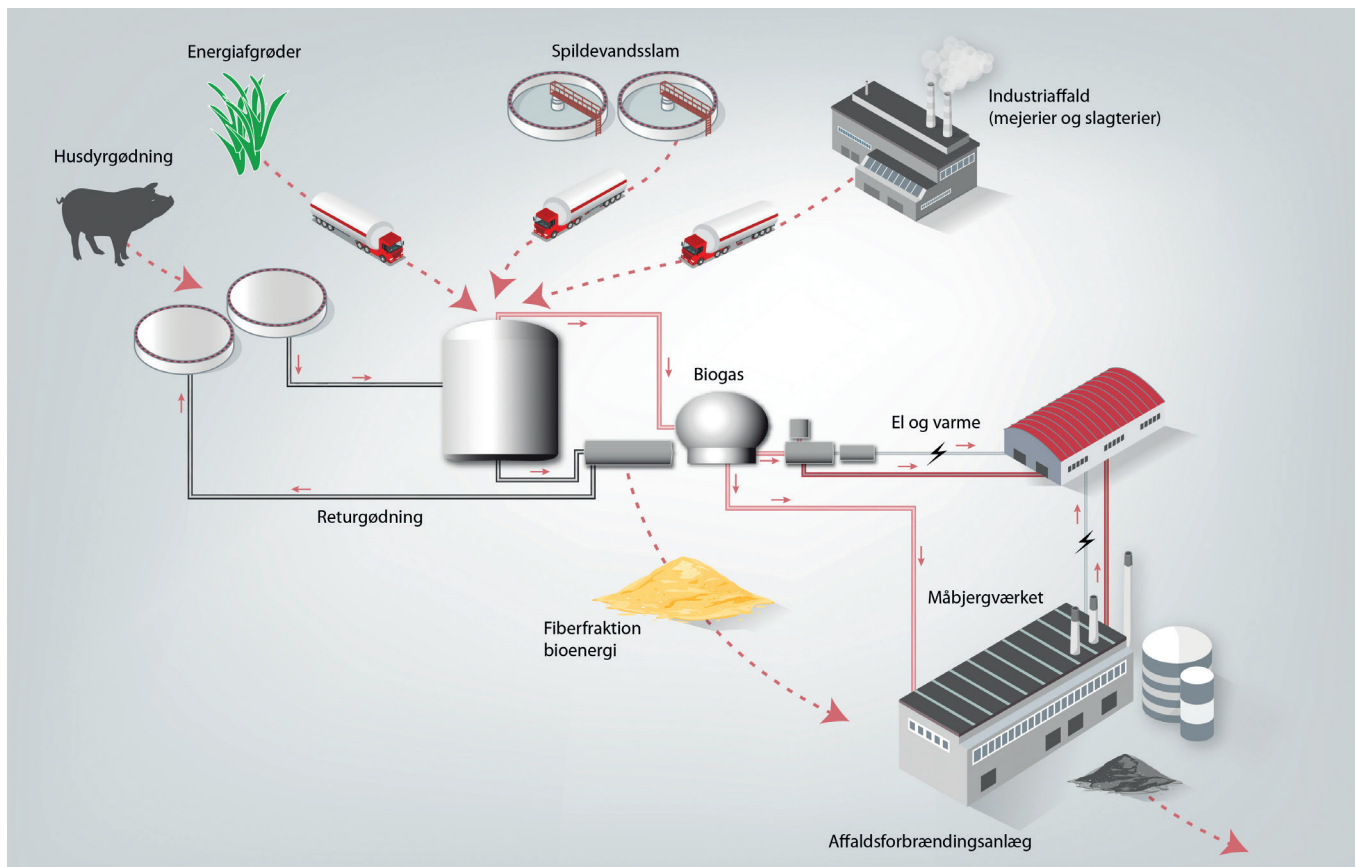 Energiafgrøder
Spildevandsslam
Industriaffald
(mejerier og slagterier)
Husdyrgødning
Biogas
El og varme
Returgødning
Måbjergværket
Fiberfraktion
bioenergi
Affaldsforbrændingsanlæg